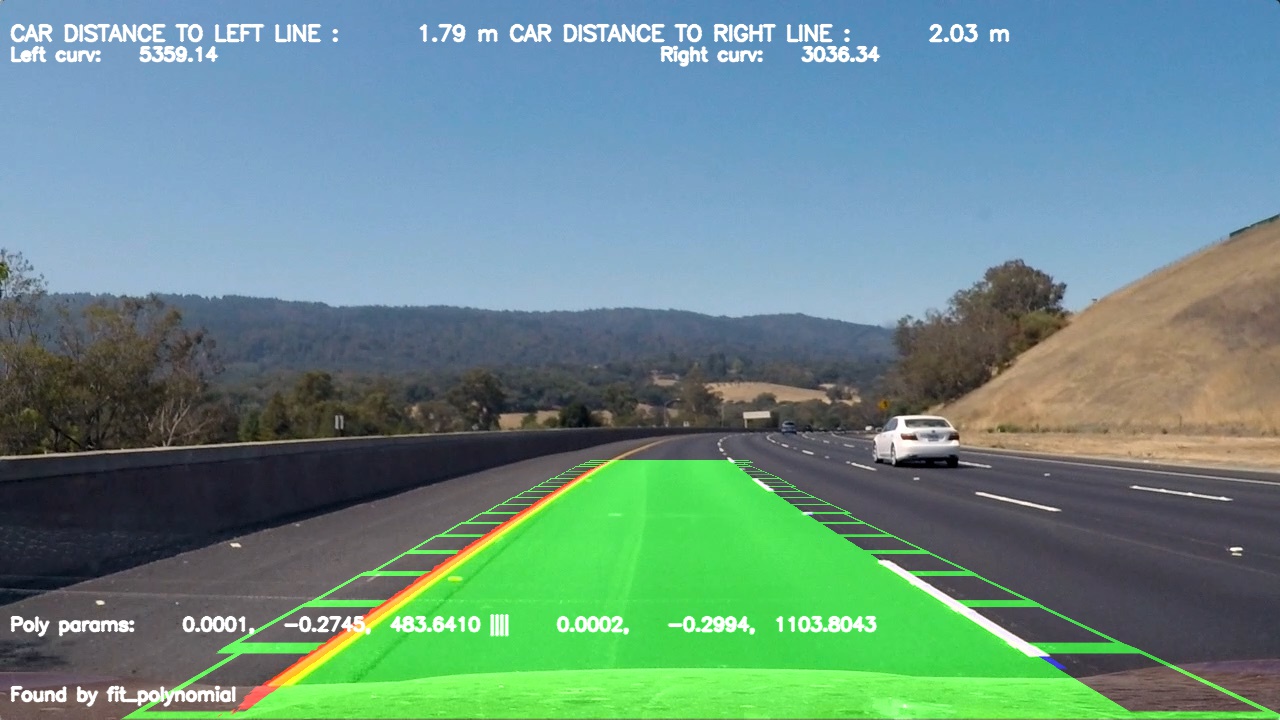 CAR DISTANCE TO LEFT LINE : 1.79 m CAR DISTANCE TO RIGHT LINE : 2.03 m
Left curv: 5359.14 Right curv: 3036.34
Poly params: 0.0001, -0.2745, 483.6410 |||| 0.0002, -0.2994, 1103.8043
Found by fit_polynomial